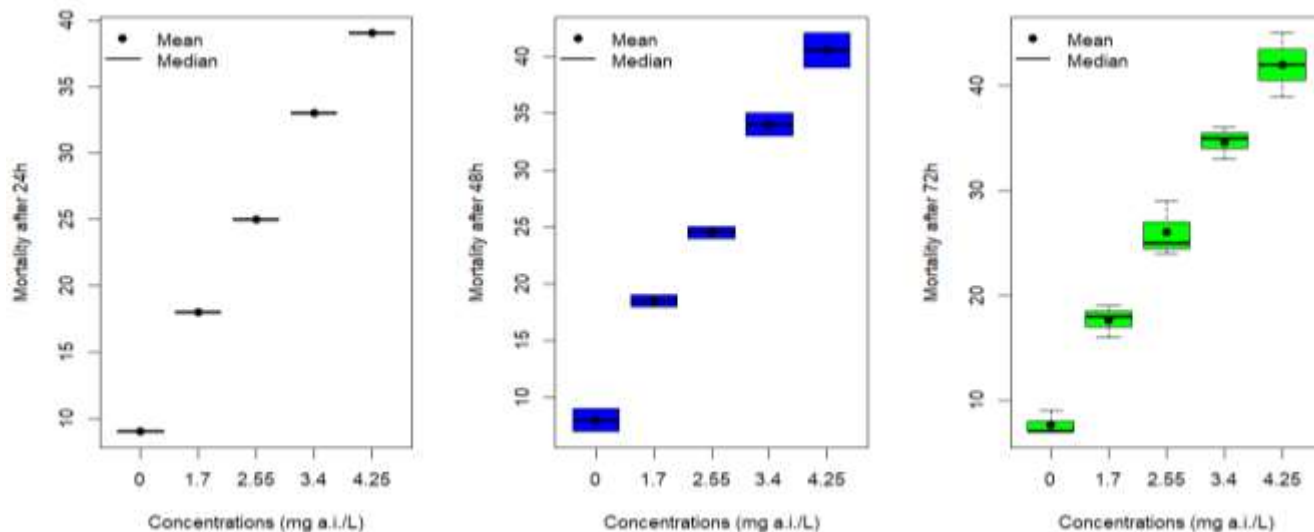 Mortality after 24h
40
35
30
25
20
15
10
Mean
Median
0 1.7 2.55 3.4 4.25
Concentrations (mg a.i./L)
Mortality after 48h
40
35
30
25
20
15
10
Mean
Median
0 1.7 2.55 3.4 4.25
Concentrations (mg a.i./L)
Mortality after 72h
40
30
20
10
Mean
Median
0 1.7 2.55 3.4 4.25
Concentrations (mg a.i./L)